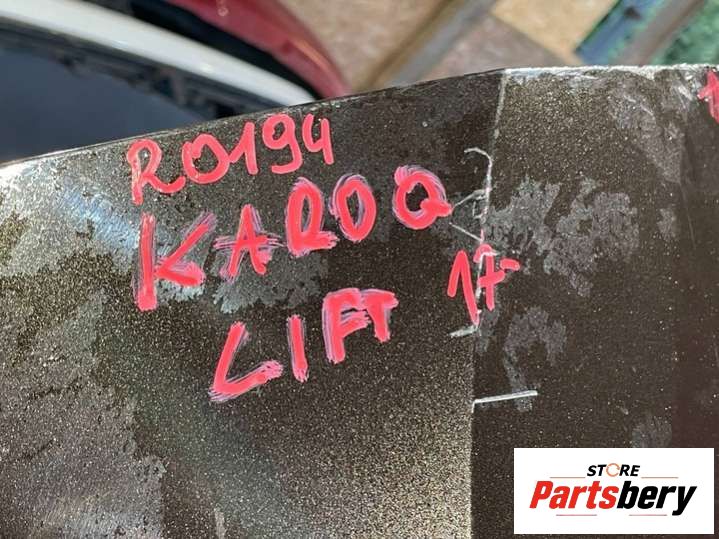 R0194
KAROQ
17-
LIFT
STORE
Partsbery